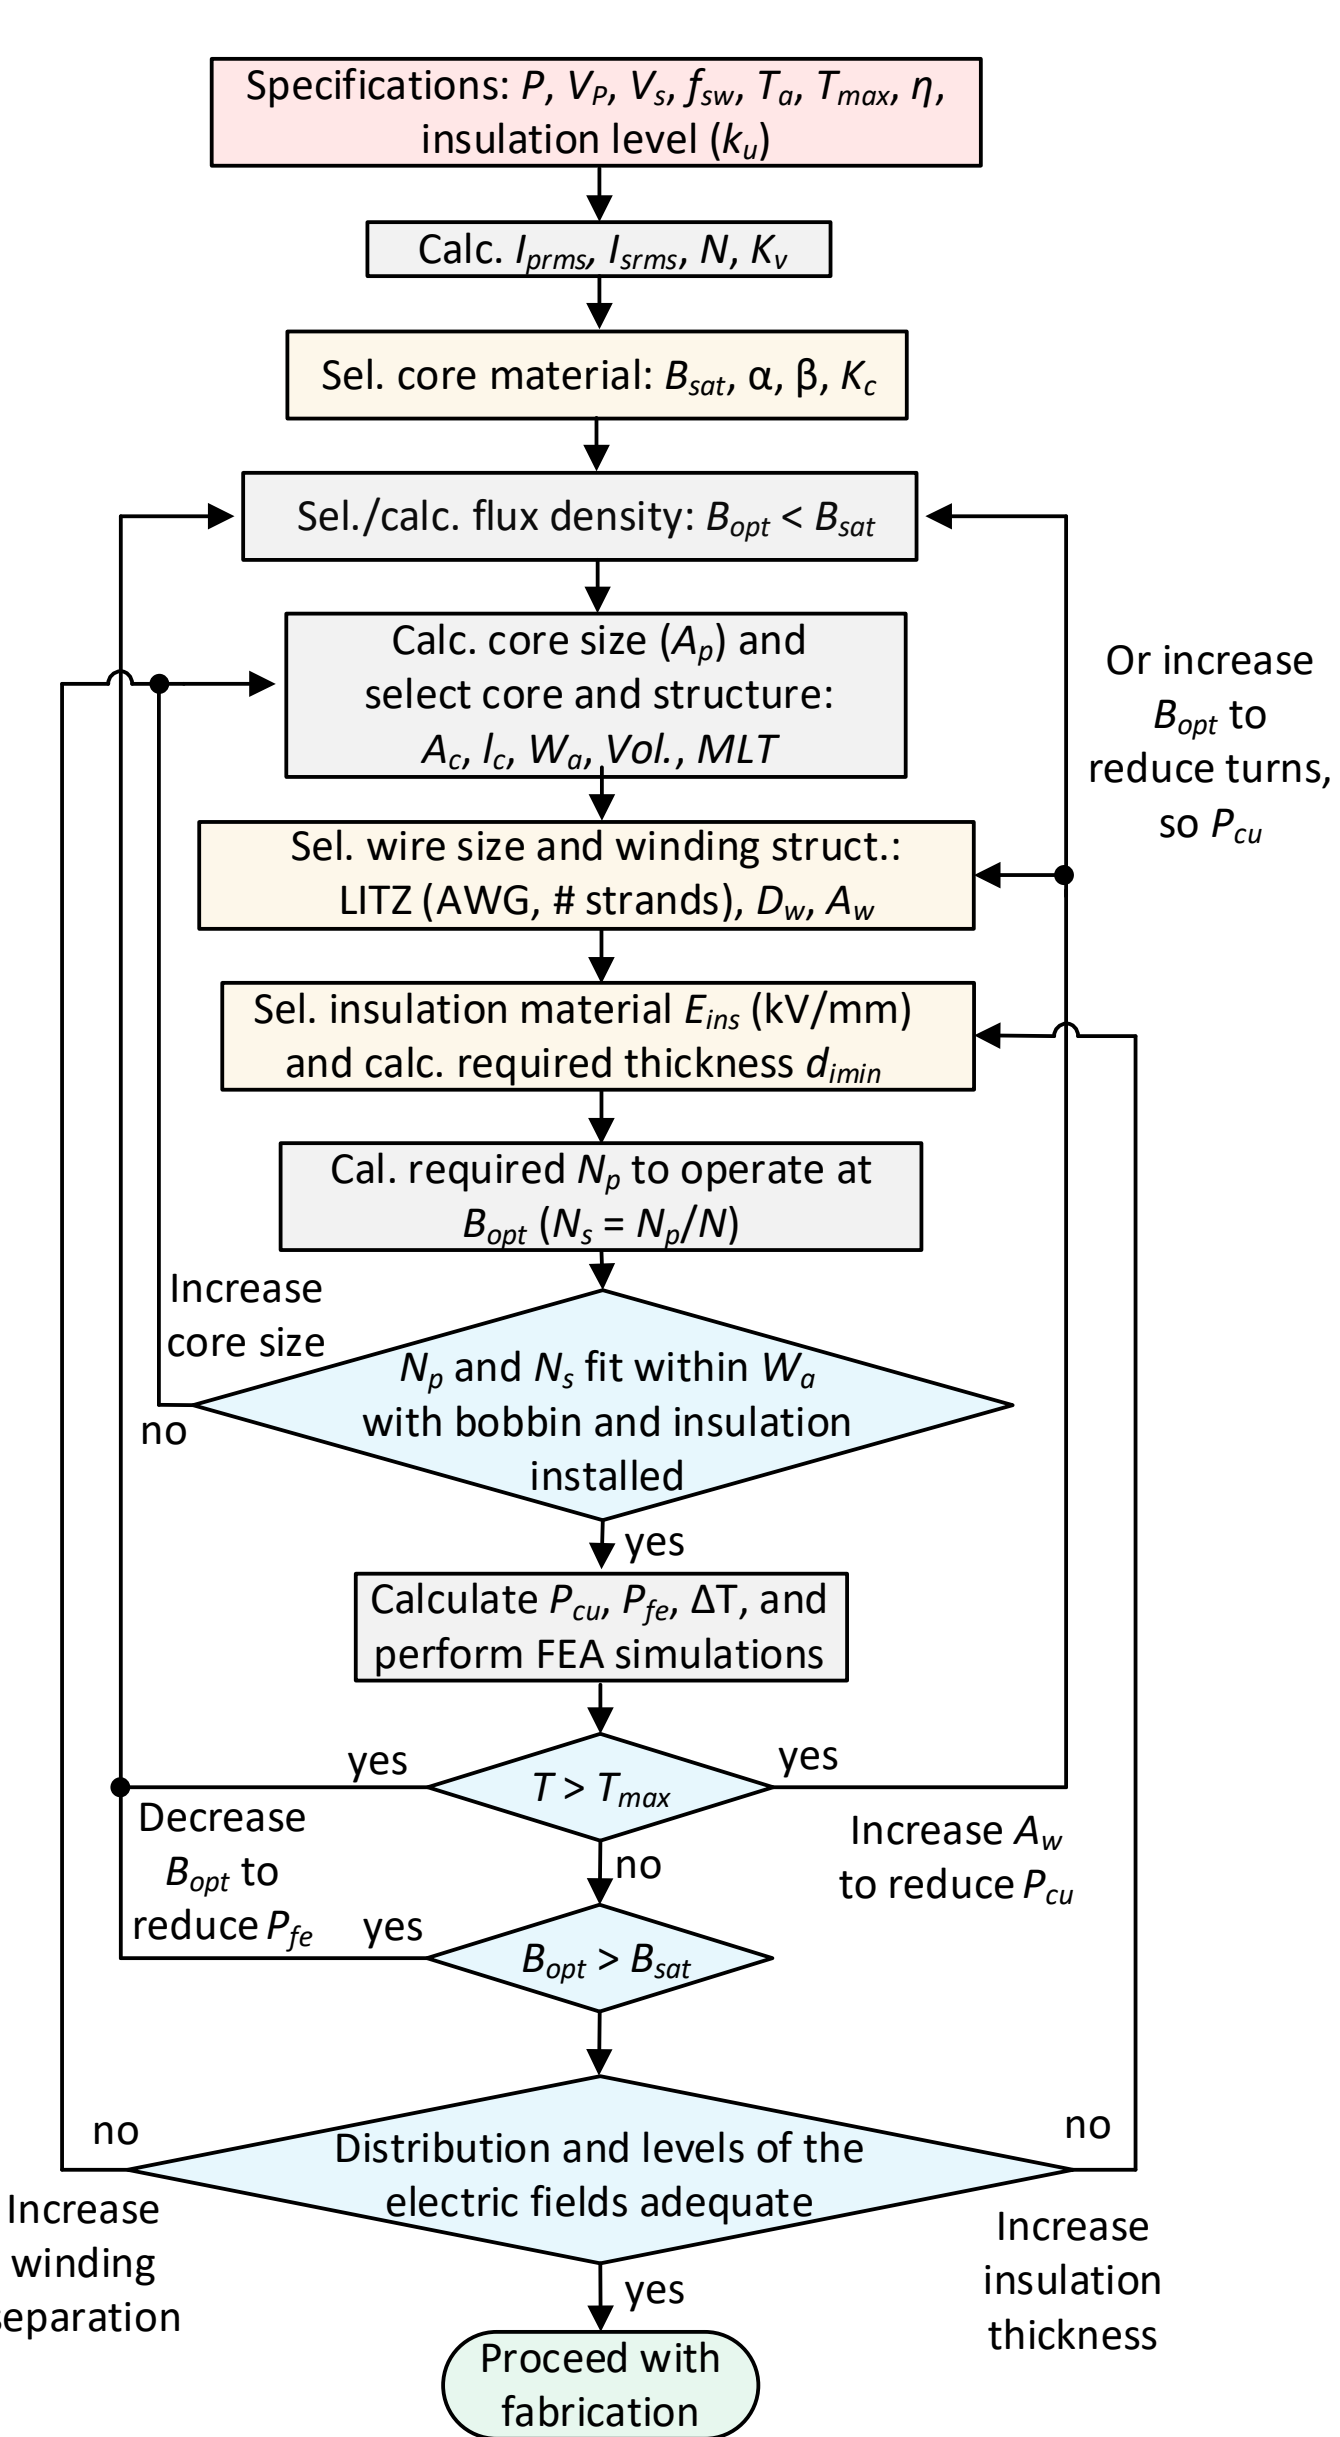 Specifications: P, V_P, V_s, f_sw, T_a, T_max, η,
insulation level (k_u)
Calc. I_prms, I_srms, N, K_v
Sel. core material: B_sat, α, β, K_c
Sel./calc. flux density: B_opt < B_sat
Calc. core size (A_p) and
select core and structure:
A_c, l_c, W_a, Vol., MLT
Or increase
B_opt to
reduce turns,
so P_cu
Sel. wire size and winding struct.:
LITZ (AWG, # strands), D_w, A_w
Sel. insulation material E_ins (kV/mm)
and calc. required thickness d_imin
Cal. required N_p to operate at
B_opt (N_s = N_p/N)
Increase
core size
no
N_p and N_s fit within W_a
with bobbin and insulation
installed
yes
Calculate P_cu, P_fe, ΔT, and
perform FEA simulations
yes
T > T_max
yes
Decrease
B_opt to
reduce P_fe
Increase A_w
to reduce P_cu
no
yes
B_opt > B_sat
no
Distribution and levels of the
electric fields adequate
no
Increase
winding
separation
Increase
insulation
thickness
yes
Proceed with
fabrication